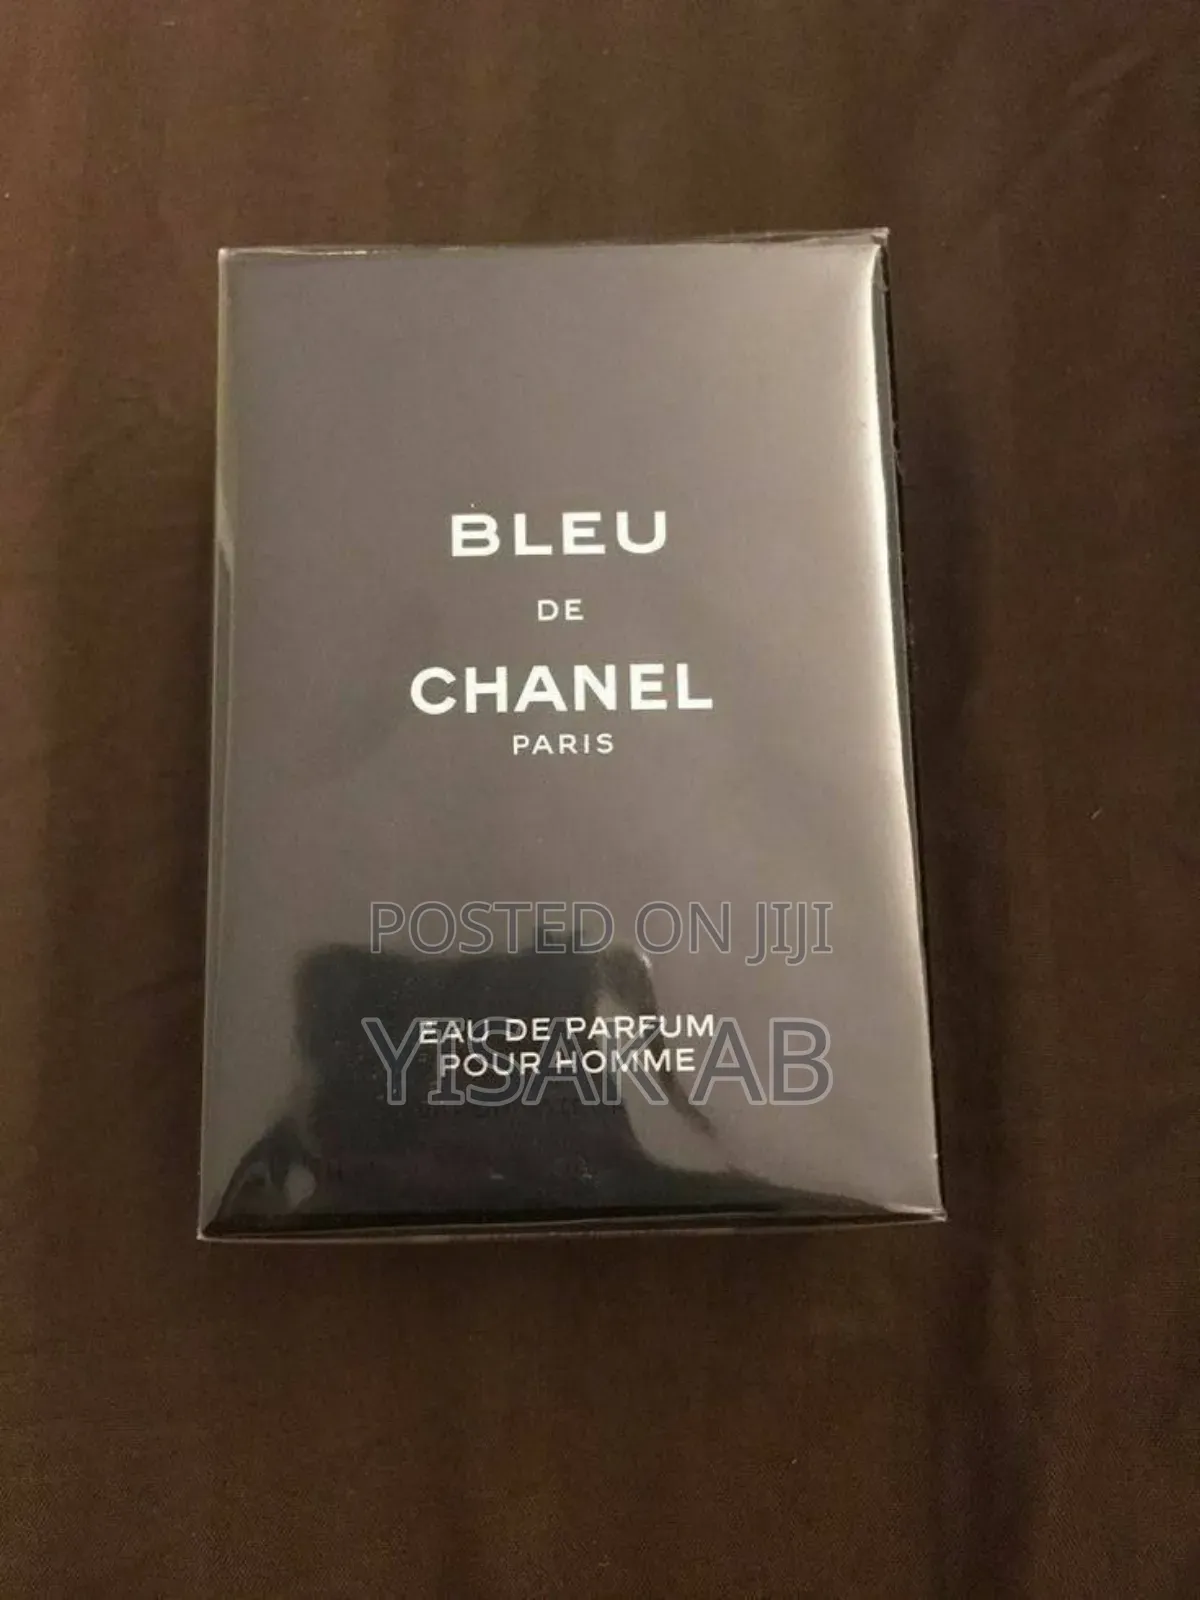 BLEU
DE
CHANEL
PARIS
POSTED ON JIJI
EAU DE PARFUM
POUR HOMME
YISAK AB